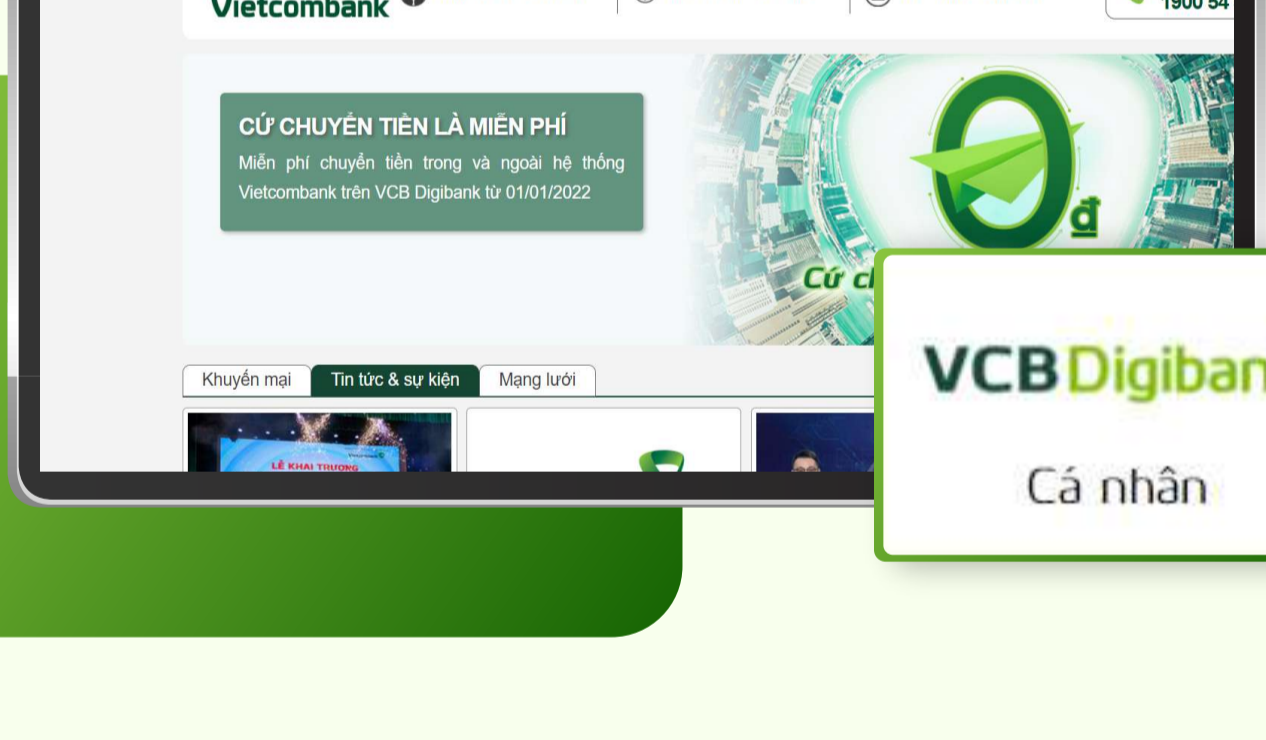 Vietcombank
1900 54
CỨ CHUYỂN TIỀN LÀ MIỄN PHÍ
Miễn phí chuyển tiền trong và ngoài hệ thống
Vietcombank trên VCB Digibank từ 01/01/2022
0đ
Cứ
VCB Digiban
Cá nhân
Khuyến mại
Tin tức & sự kiện
Mạng lưới
LỄ KHAI TRƯƠNG